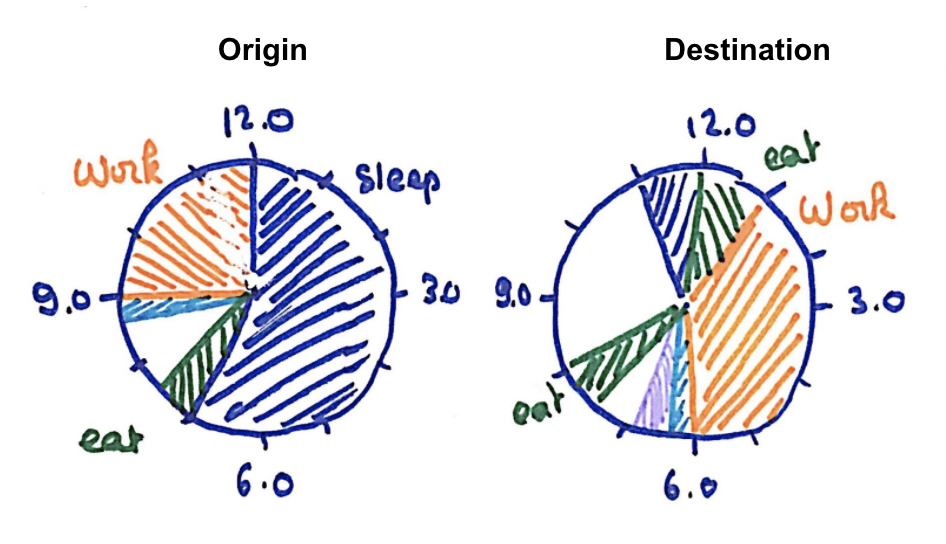 Origin
12.0
Work
Sleep
9.0
3.0
eat
6.0
Destination
12.0
eat
Work
9.0
3.0
eat
6.0